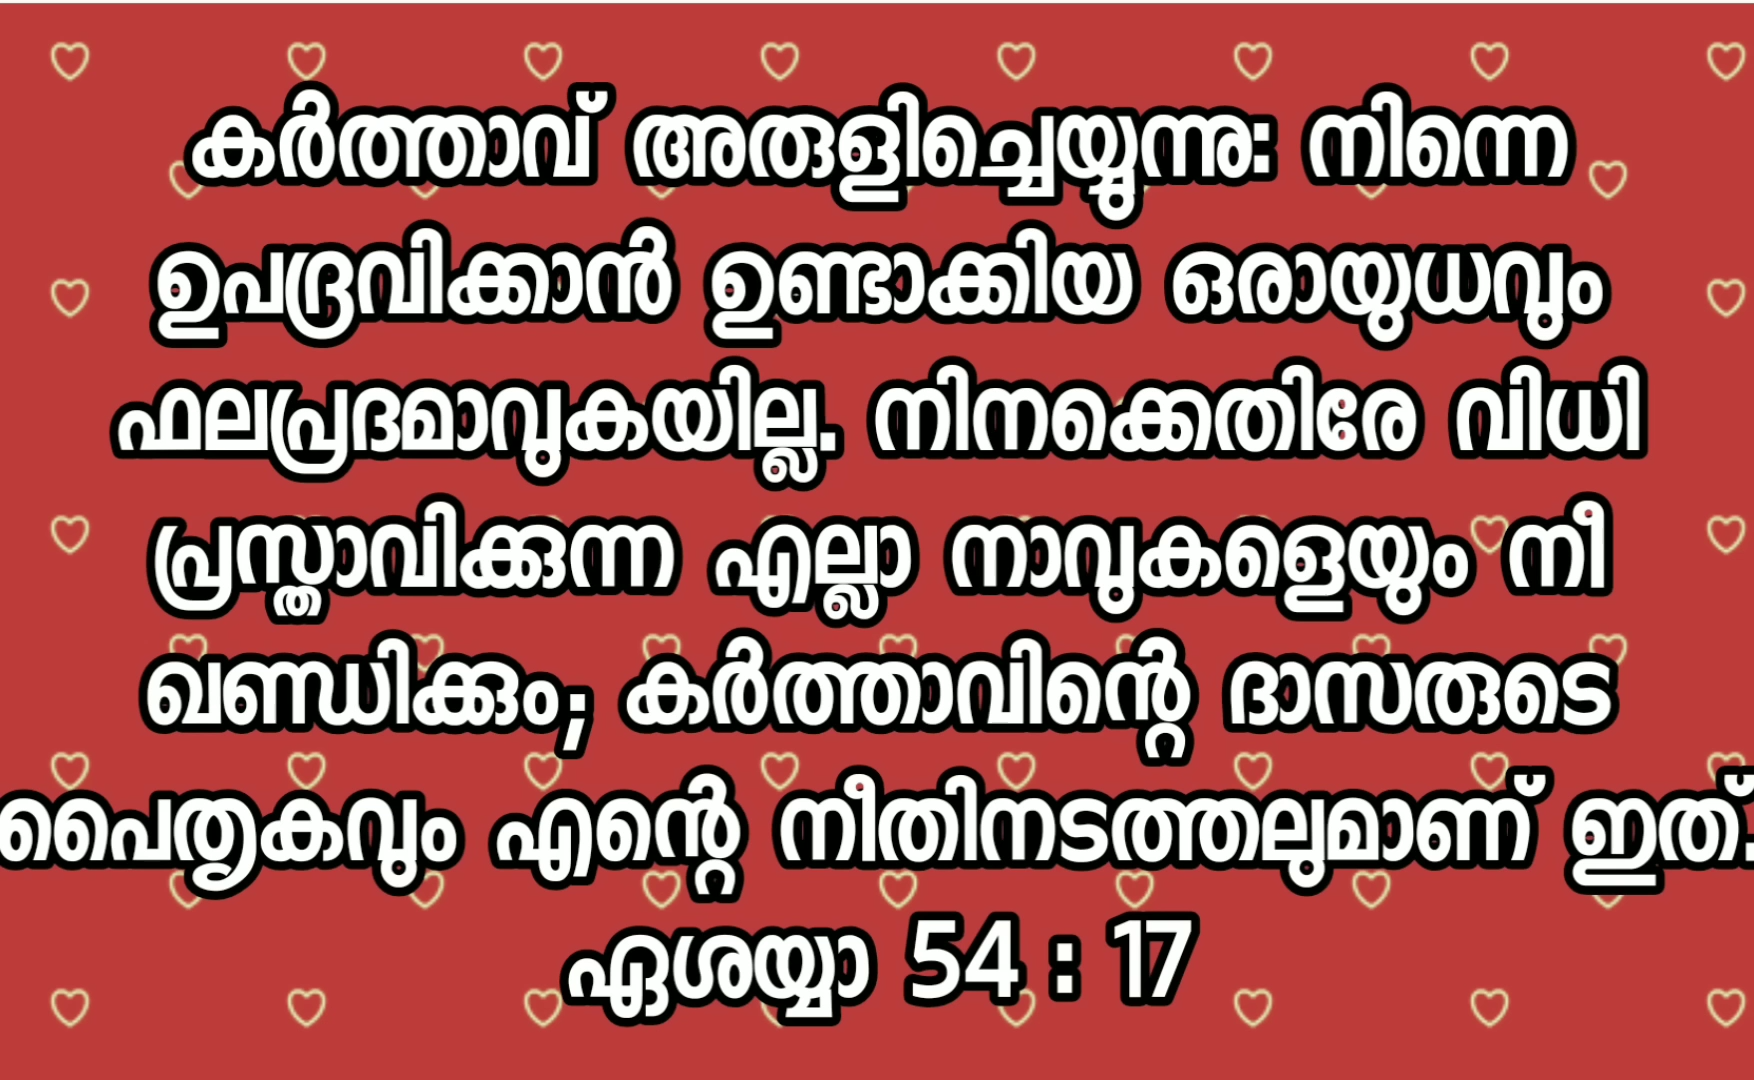 കർത്താവ് അരുളിച്ചെയ്യുന്നു: നിന്നെ
ഉപദ്രവിക്കാൻ ഉണ്ടാക്കിയ ഒരായുധവും
ഫലപ്രദമാവുകയില്ല. നിനക്കെതിരേ വിധി
പ്രസ്താവിക്കുന്ന എല്ലാ നാവുകളെയും നീ
ഖണ്ഡിക്കും; കർത്താവിന്റെ ദാസരുടെ
പൈതൃകവും എന്റെ നീതിനടത്തലുമാണ് ഇത്.
ഏശയ്യാ 54 : 17